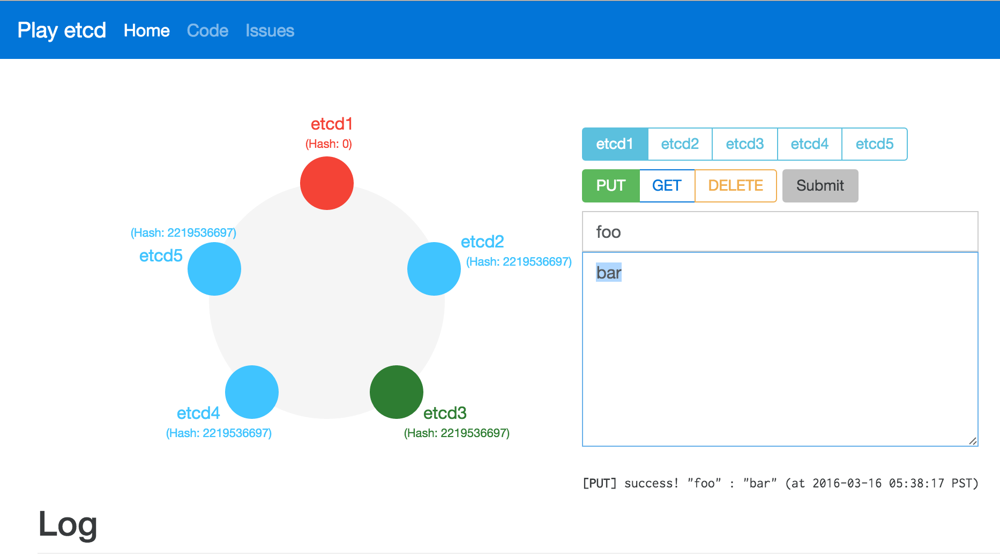 Play etcd Home Code Issues
etcd1
(Hash: 0)
(Hash: 2219536697)
etcd5
etcd2
(Hash: 2219536697)
etcd4
(Hash: 2219536697)
etcd3
(Hash: 2219536697)
etcd1 etcd2 etcd3 etcd4 etcd5
PUT GET DELETE Submit
foo
bar
[PUT] success! "foo" : "bar" (at 2016-03-16 05:38:17 PST)
Log